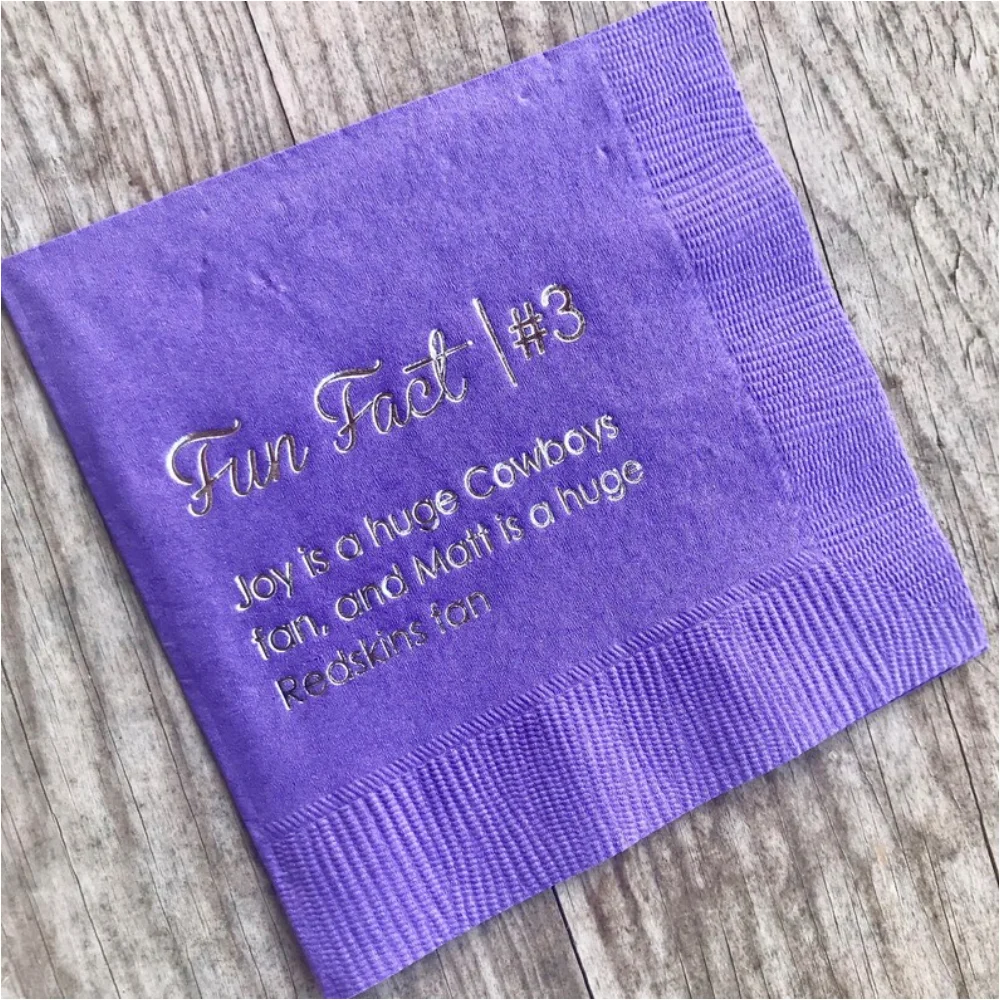 Fun Fact | #3
Joy is a huge Cowboys
fan, and Matt is a huge
Redskins fan